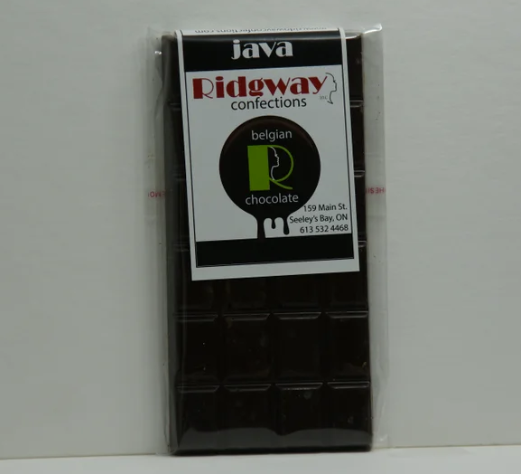 java
Ridgway
confections
belgian
R
chocolate
159 Main St.
Seeley's Bay, ON
613 532 4468